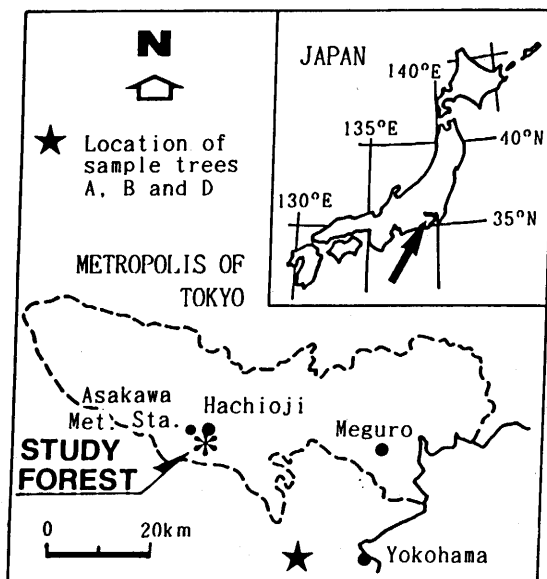 N
Location of
sample trees
A, B and D
JAPAN
140°E
135°E
40°N
130°E
35°N
METROPOLIS OF
TOKYO
Asakawa
Met. Sta.
Hachioji
Meguro
STUDY
FOREST
0
20km
Yokohama